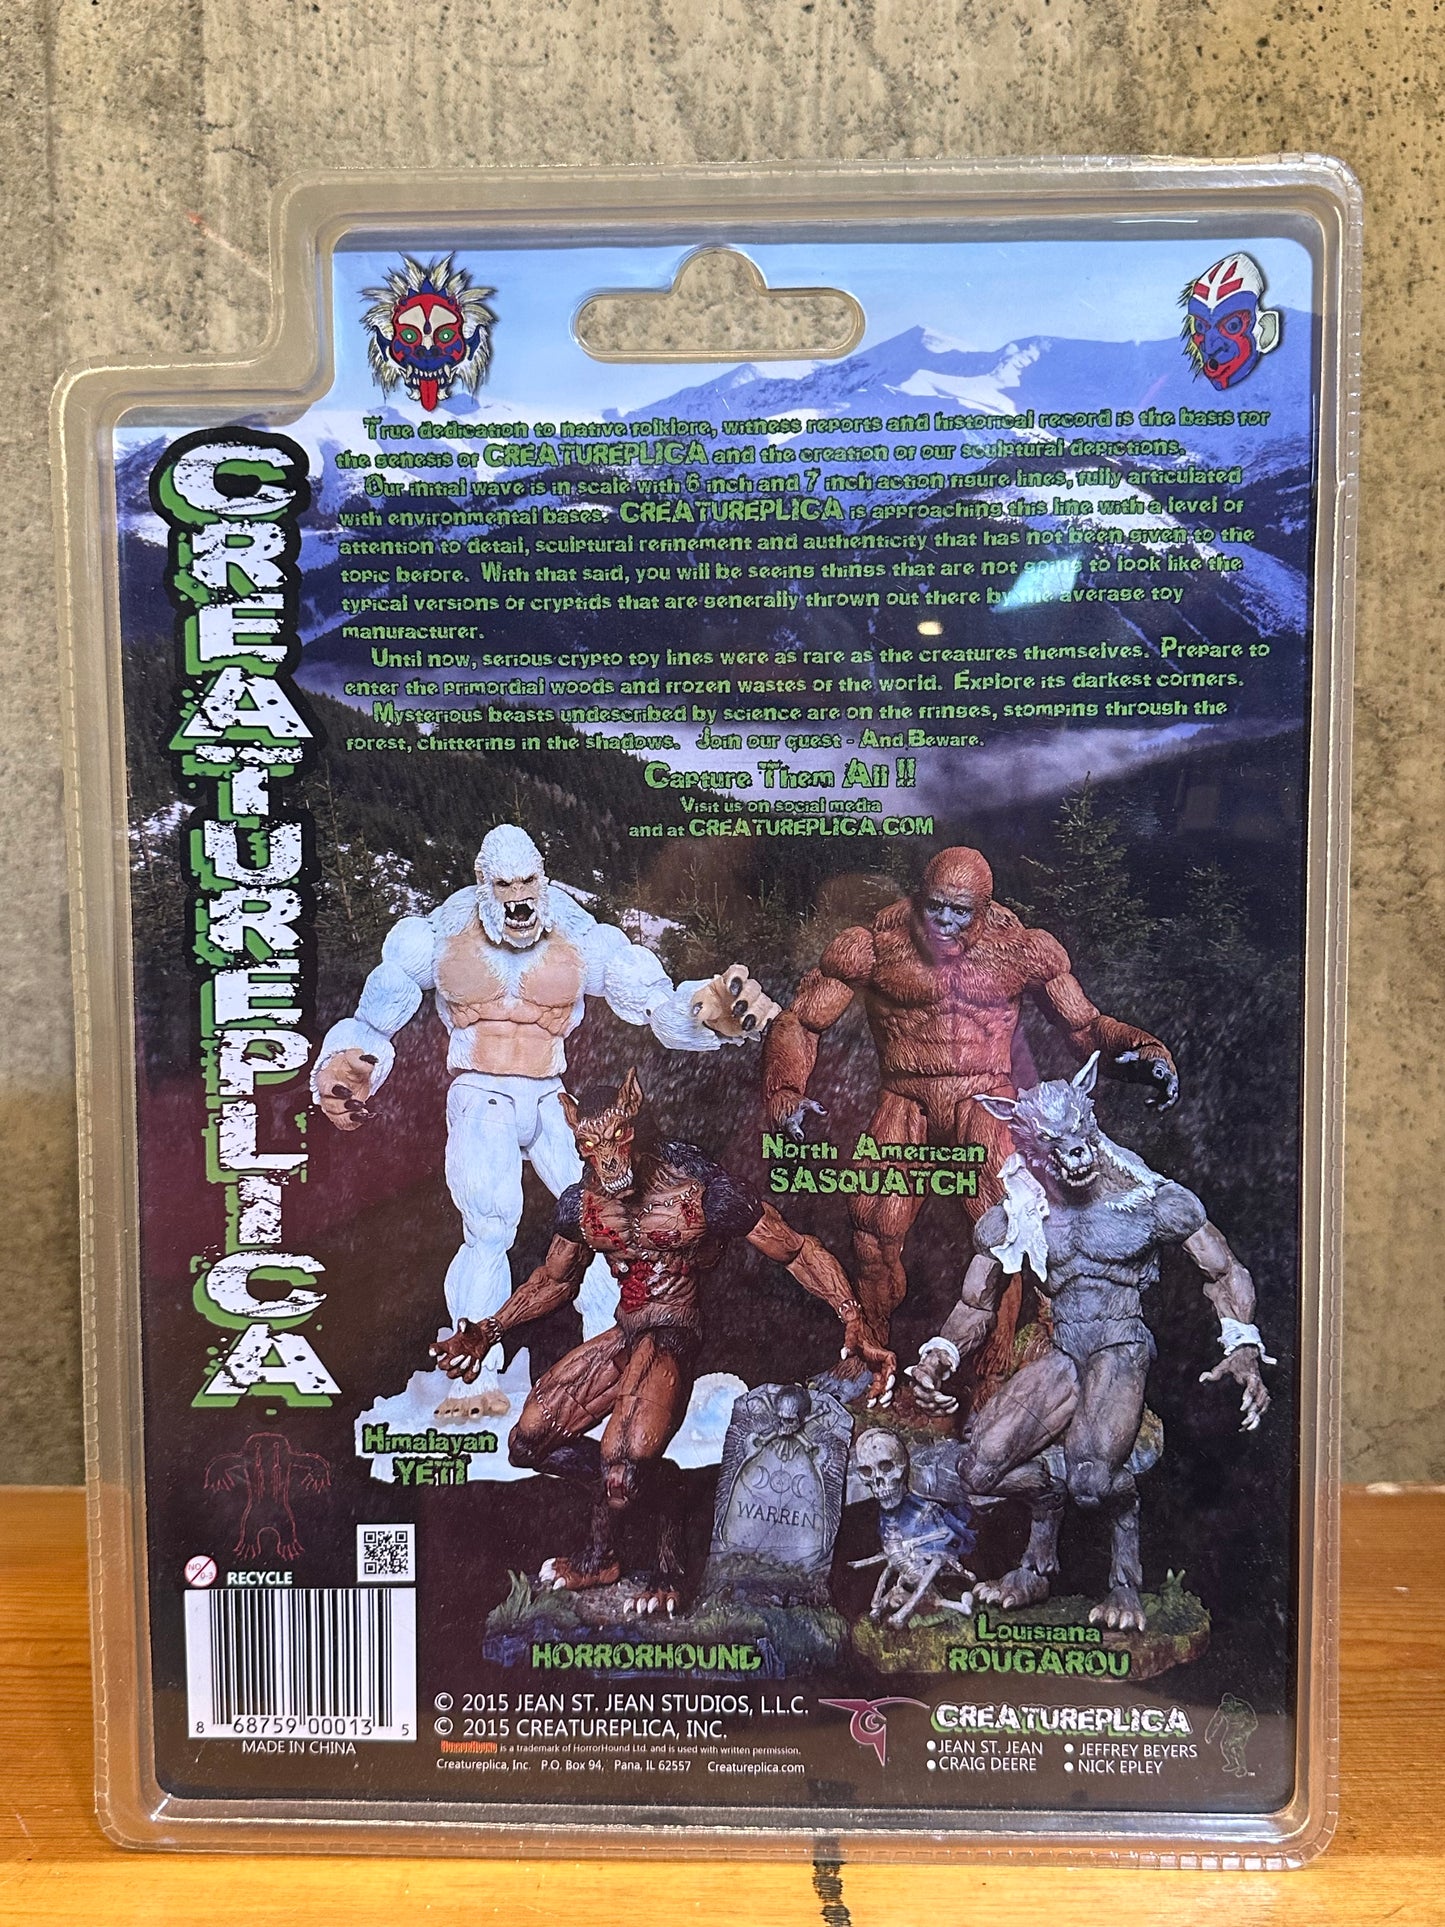 True dedication to native folklore, witness reports and historical record is the basis for
the genesis of CREATUREPLICA and the creation of our sculptural depictions.
Our initial wave is in scale with 6 inch and 7 inch action figure lines, fully articulated
with environmental bases. CREATUREPLICA is approaching this line with a level of
attention to detail, sculptural refinement and authenticity that has not been given to the
topic before. With that said, you will be seeing things that are not going to look like the
typical versions of cryptids that are generally thrown out there by the average toy
manufacturer.
Until now, serious crypto toy lines were as rare as the creatures themselves. Prepare to
enter the primordial woods and frozen wastes of the world. Explore its darkest corners.
Mysterious beasts undescribed by science are on the fringes, stomping through the
forest, chittering in the shadows. Join our quest - And Beware.
Capture Them All !!
Visit us on social media
and at CREATUREPLICA.COM
CREATUREPLICA™
North American
SASQUATCH
Himalayan
YETI
WARREN
HORRORHOUND
Louisiana
ROUGAROU
NO
0-3
RECYCLE
8 68759 00013 5
MADE IN CHINA
© 2015 JEAN ST. JEAN STUDIOS, L.L.C.
© 2015 CREATUREPLICA, INC.
HORRORHOUND is a trademark of HorrorHound Ltd. and is used with written permission.
Creatureplica, Inc. P.O. Box 94, Pana, IL 62557 Creatureplica.com
CREATUREPLICA
• JEAN ST. JEAN • JEFFREY BEYERS
• CRAIG DEERE • NICK EPLEY